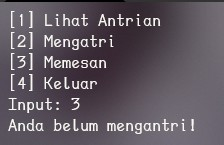 [1] Lihat Antrian
[2] Mengatri
[3] Memesan
[4] Keluar
Input: 3
Anda belum mengantri!